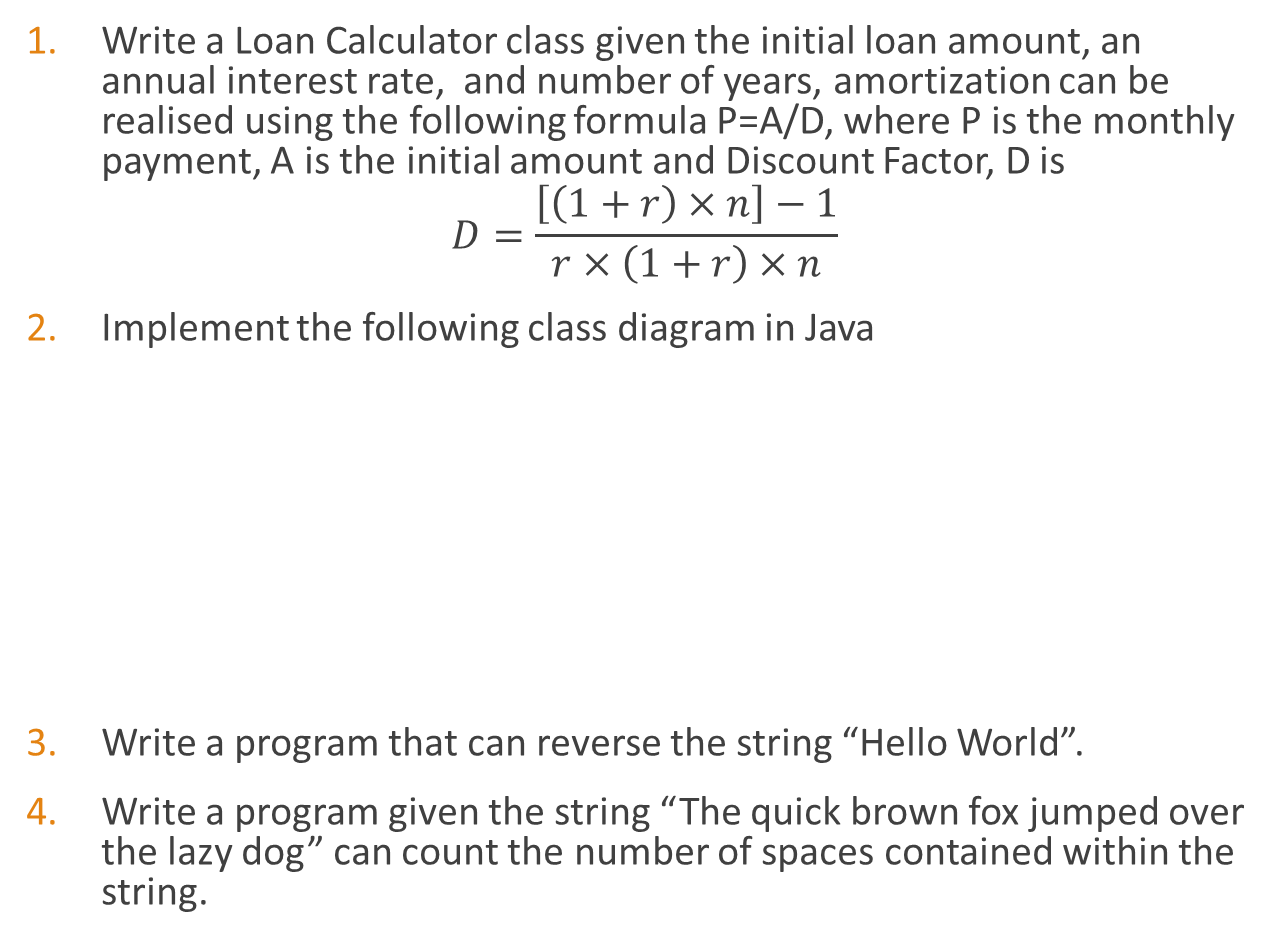 1. Write a Loan Calculator class given the initial loan amount, an
annual interest rate, and number of years, amortization can be
realised using the following formula P=A/D, where P is the monthly
payment, A is the initial amount and Discount Factor, D is
D = [(1 + r) × n] − 1 / r × (1 + r) × n
2. Implement the following class diagram in Java
3. Write a program that can reverse the string “Hello World”.
4. Write a program given the string “The quick brown fox jumped over
the lazy dog” can count the number of spaces contained within the
string.